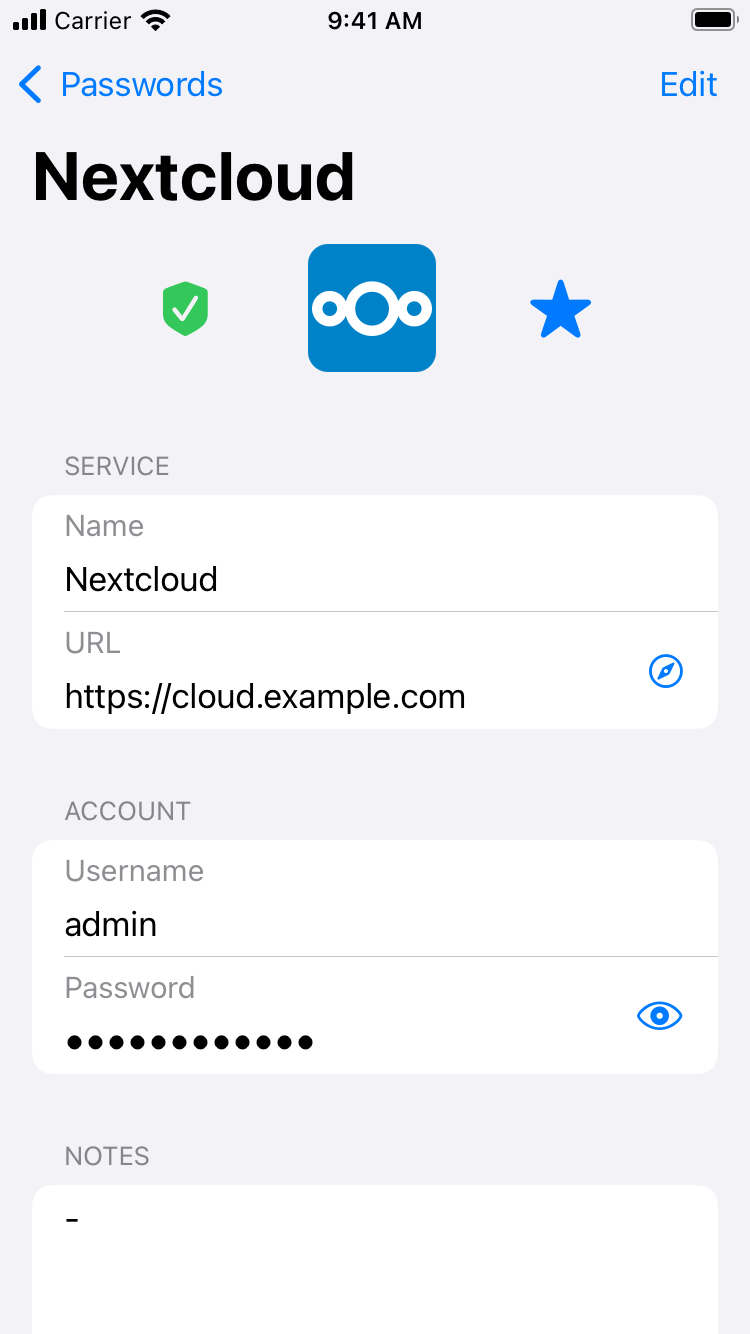 Carrier 9:41 AM
Passwords Edit
Nextcloud
SERVICE
Name
Nextcloud
URL
https://cloud.example.com
ACCOUNT
Username
admin
Password
●●●●●●●●●●●●
NOTES
-